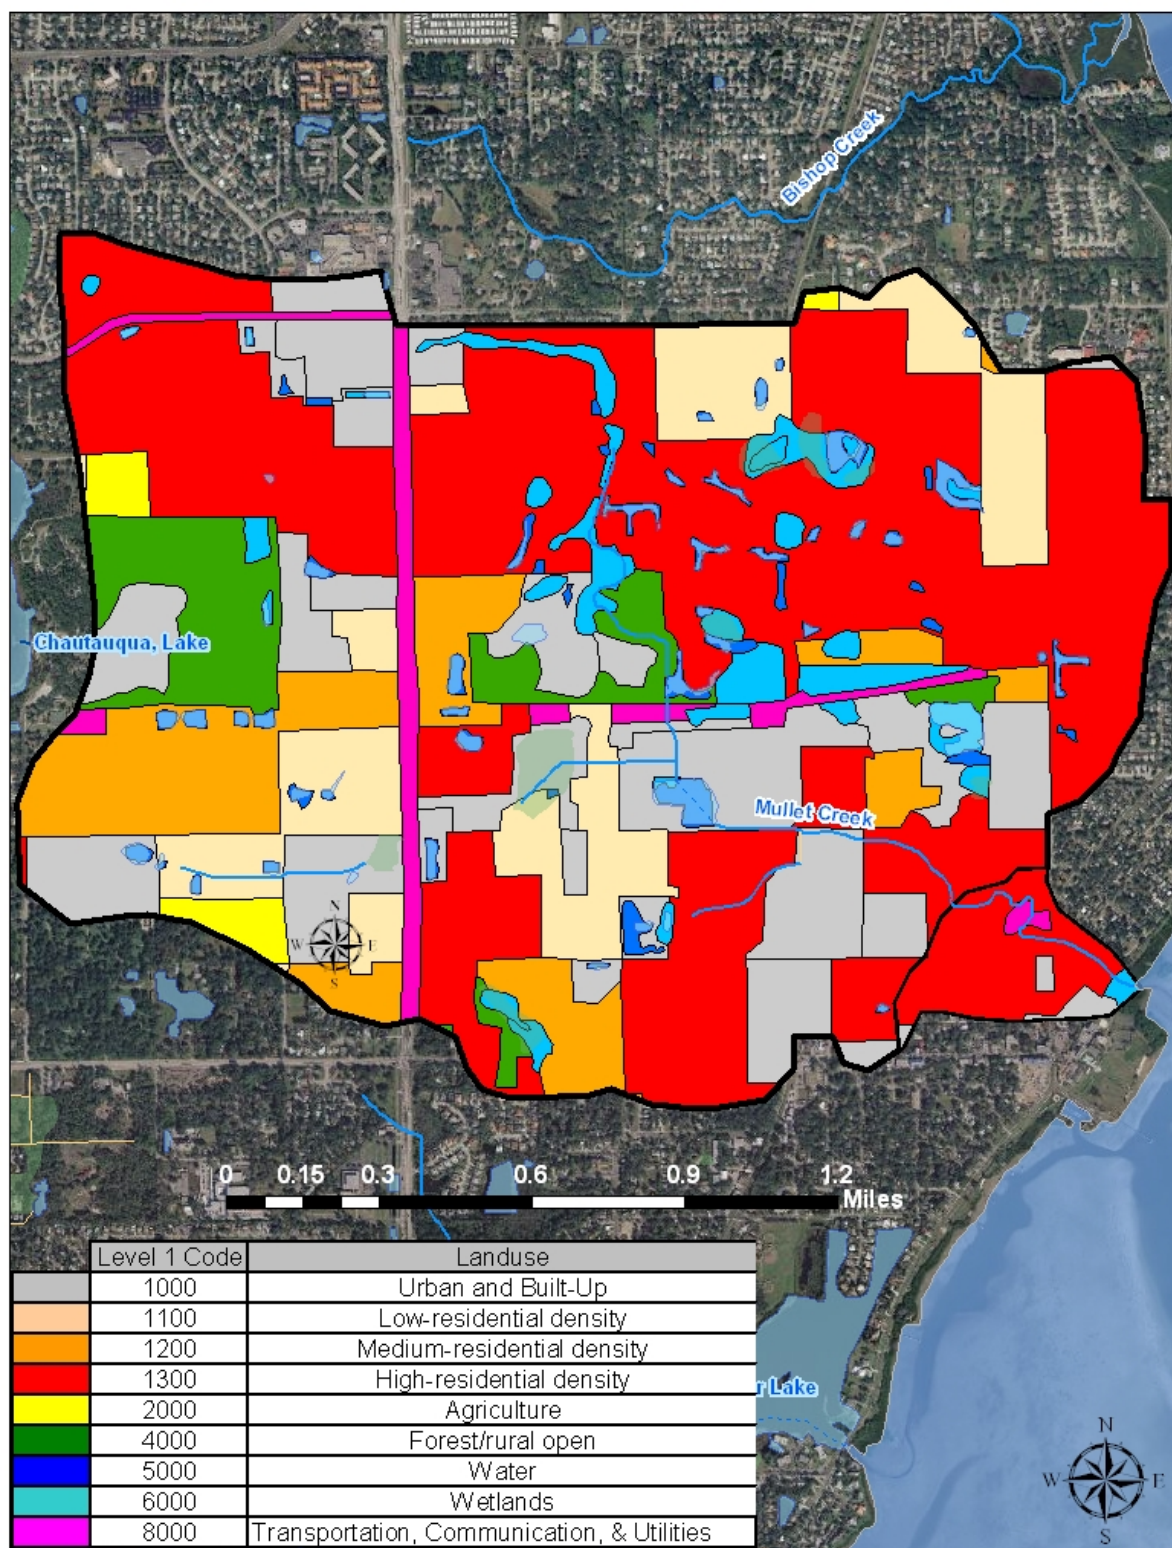 Bishop Creek
Chautauqua, Lake
Mullet Creek
N
W E
S
0 0.15 0.3 0.6 0.9 1.2
Miles
Level 1 Code Landuse
1000 Urban and Built-Up
1100 Low-residential density
1200 Medium-residential density
1300 High-residential density
2000 Agriculture
4000 Forest/rural open
5000 Water
6000 Wetlands
8000 Transportation, Communication, & Utilities
r Lake
N
W E
S